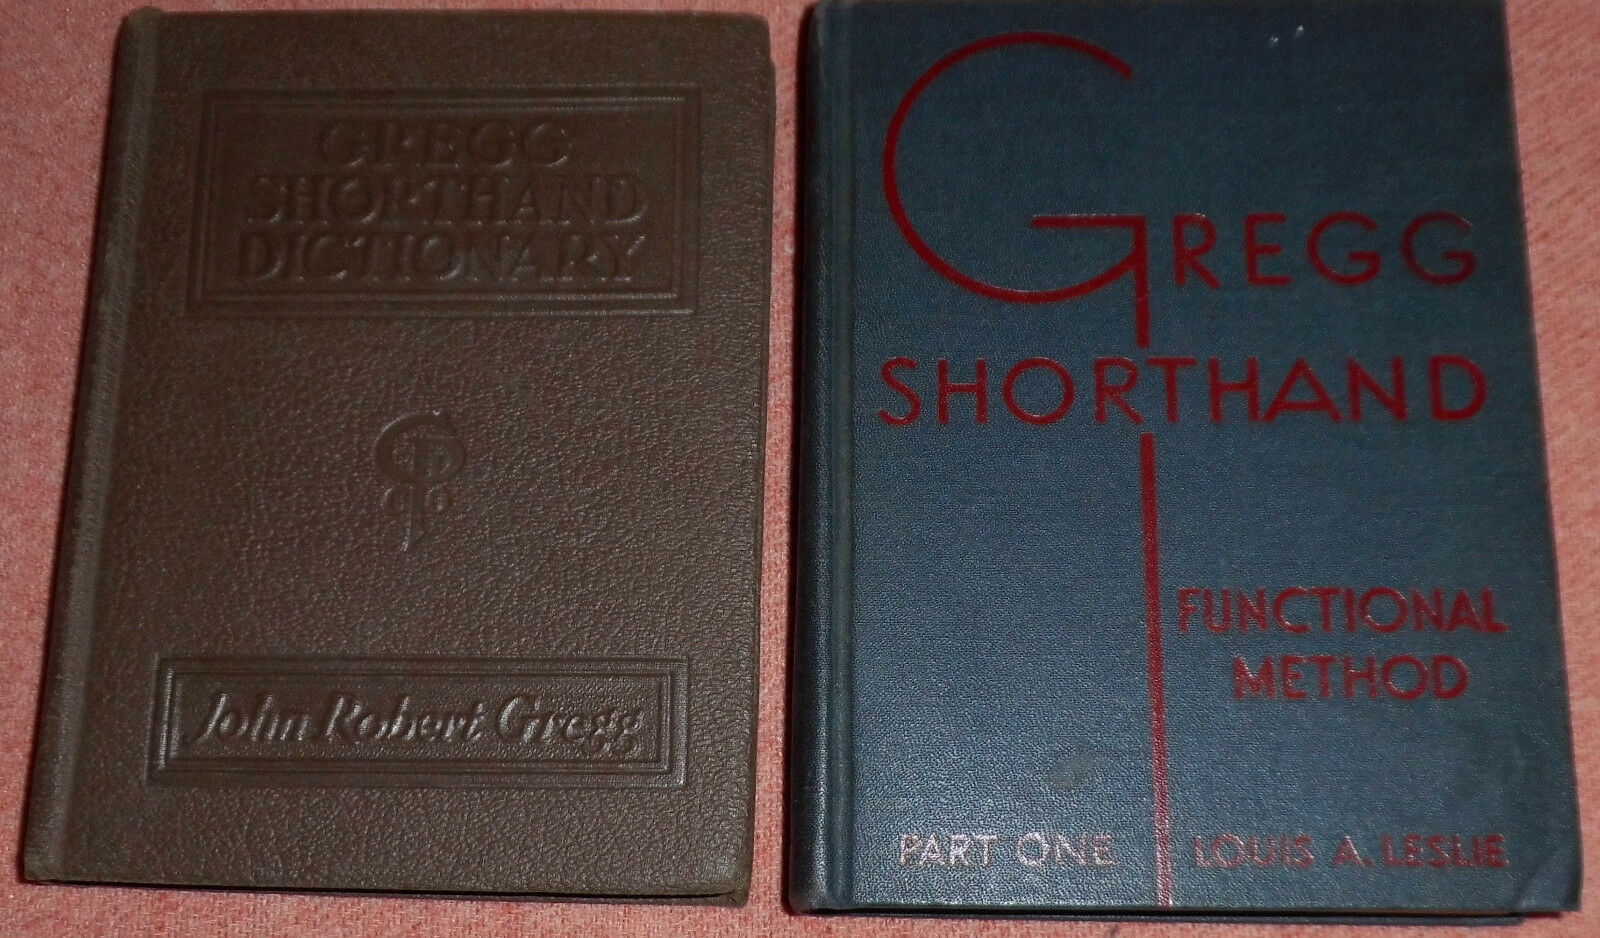 GREGG
SHORTHAND
DICTIONARY
John Robert Gregg
GREGG
SHORTHAND
FUNCTIONAL
METHOD
PART ONE
LOUIS A. LESLIE